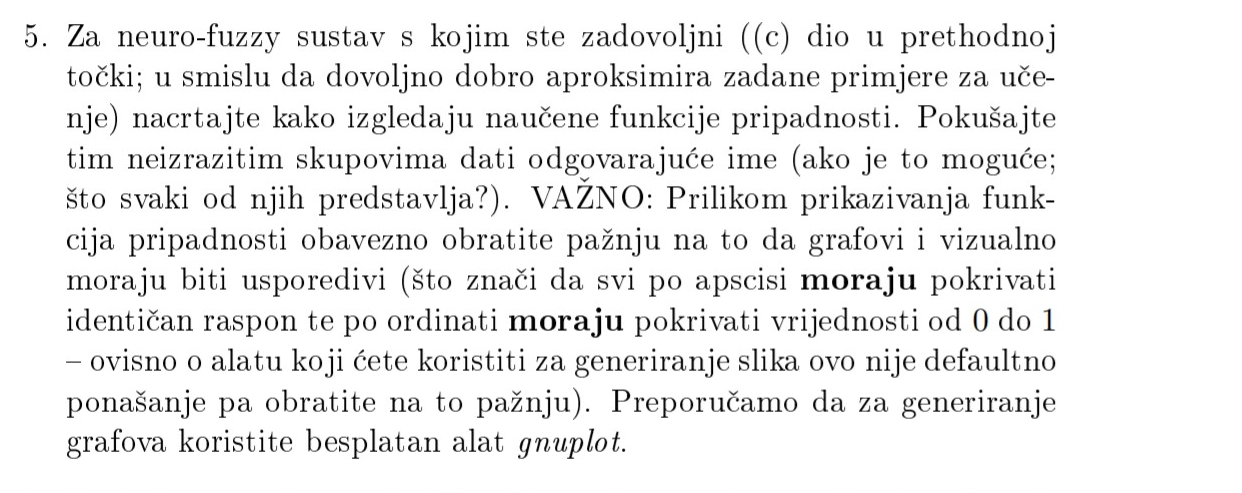 5. Za neuro-fuzzy sustav s kojim ste zadovoljni ((c) dio u prethodnoj
točki; u smislu da dovoljno dobro aproksimira zadane primjere za uče-
nje) nacrtajte kako izgledaju naučene funkcije pripadnosti. Pokušajte
tim neizrazitim skupovima dati odgovarajuće ime (ako je to moguće;
što svaki od njih predstavlja?). VAŽNO: Prilikom prikazivanja funk-
cija pripadnosti obavezno obratite pažnju na to da grafovi i vizualno
moraju biti usporedivi (što znači da svi po apscisi moraju pokrivati
identičan raspon te po ordinati moraju pokrivati vrijednosti od 0 do 1
– ovisno o alatu koji ćete koristiti za generiranje slika ovo nije defaultno
ponašanje pa obratite na to pažnju). Preporučamo da za generiranje
grafova koristite besplatan alat gnuplot.